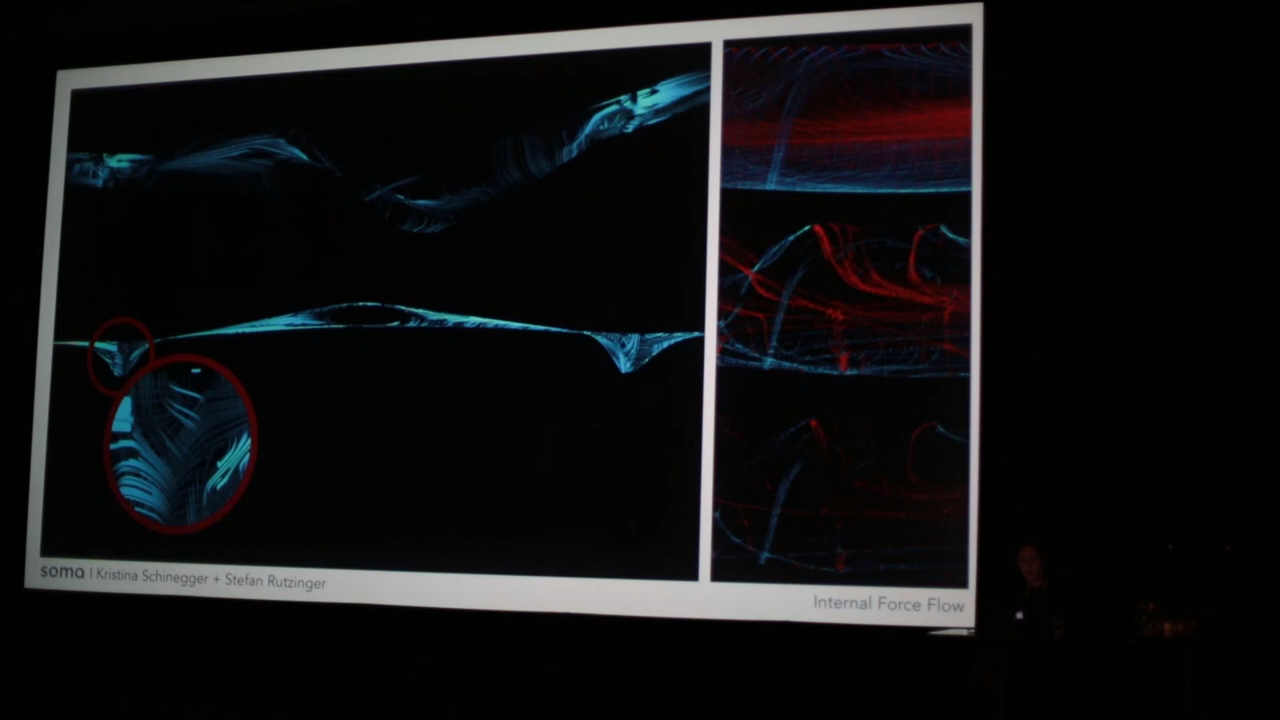 soma | Kristina Schinegger + Stefan Rutzinger
Internal Force Flow